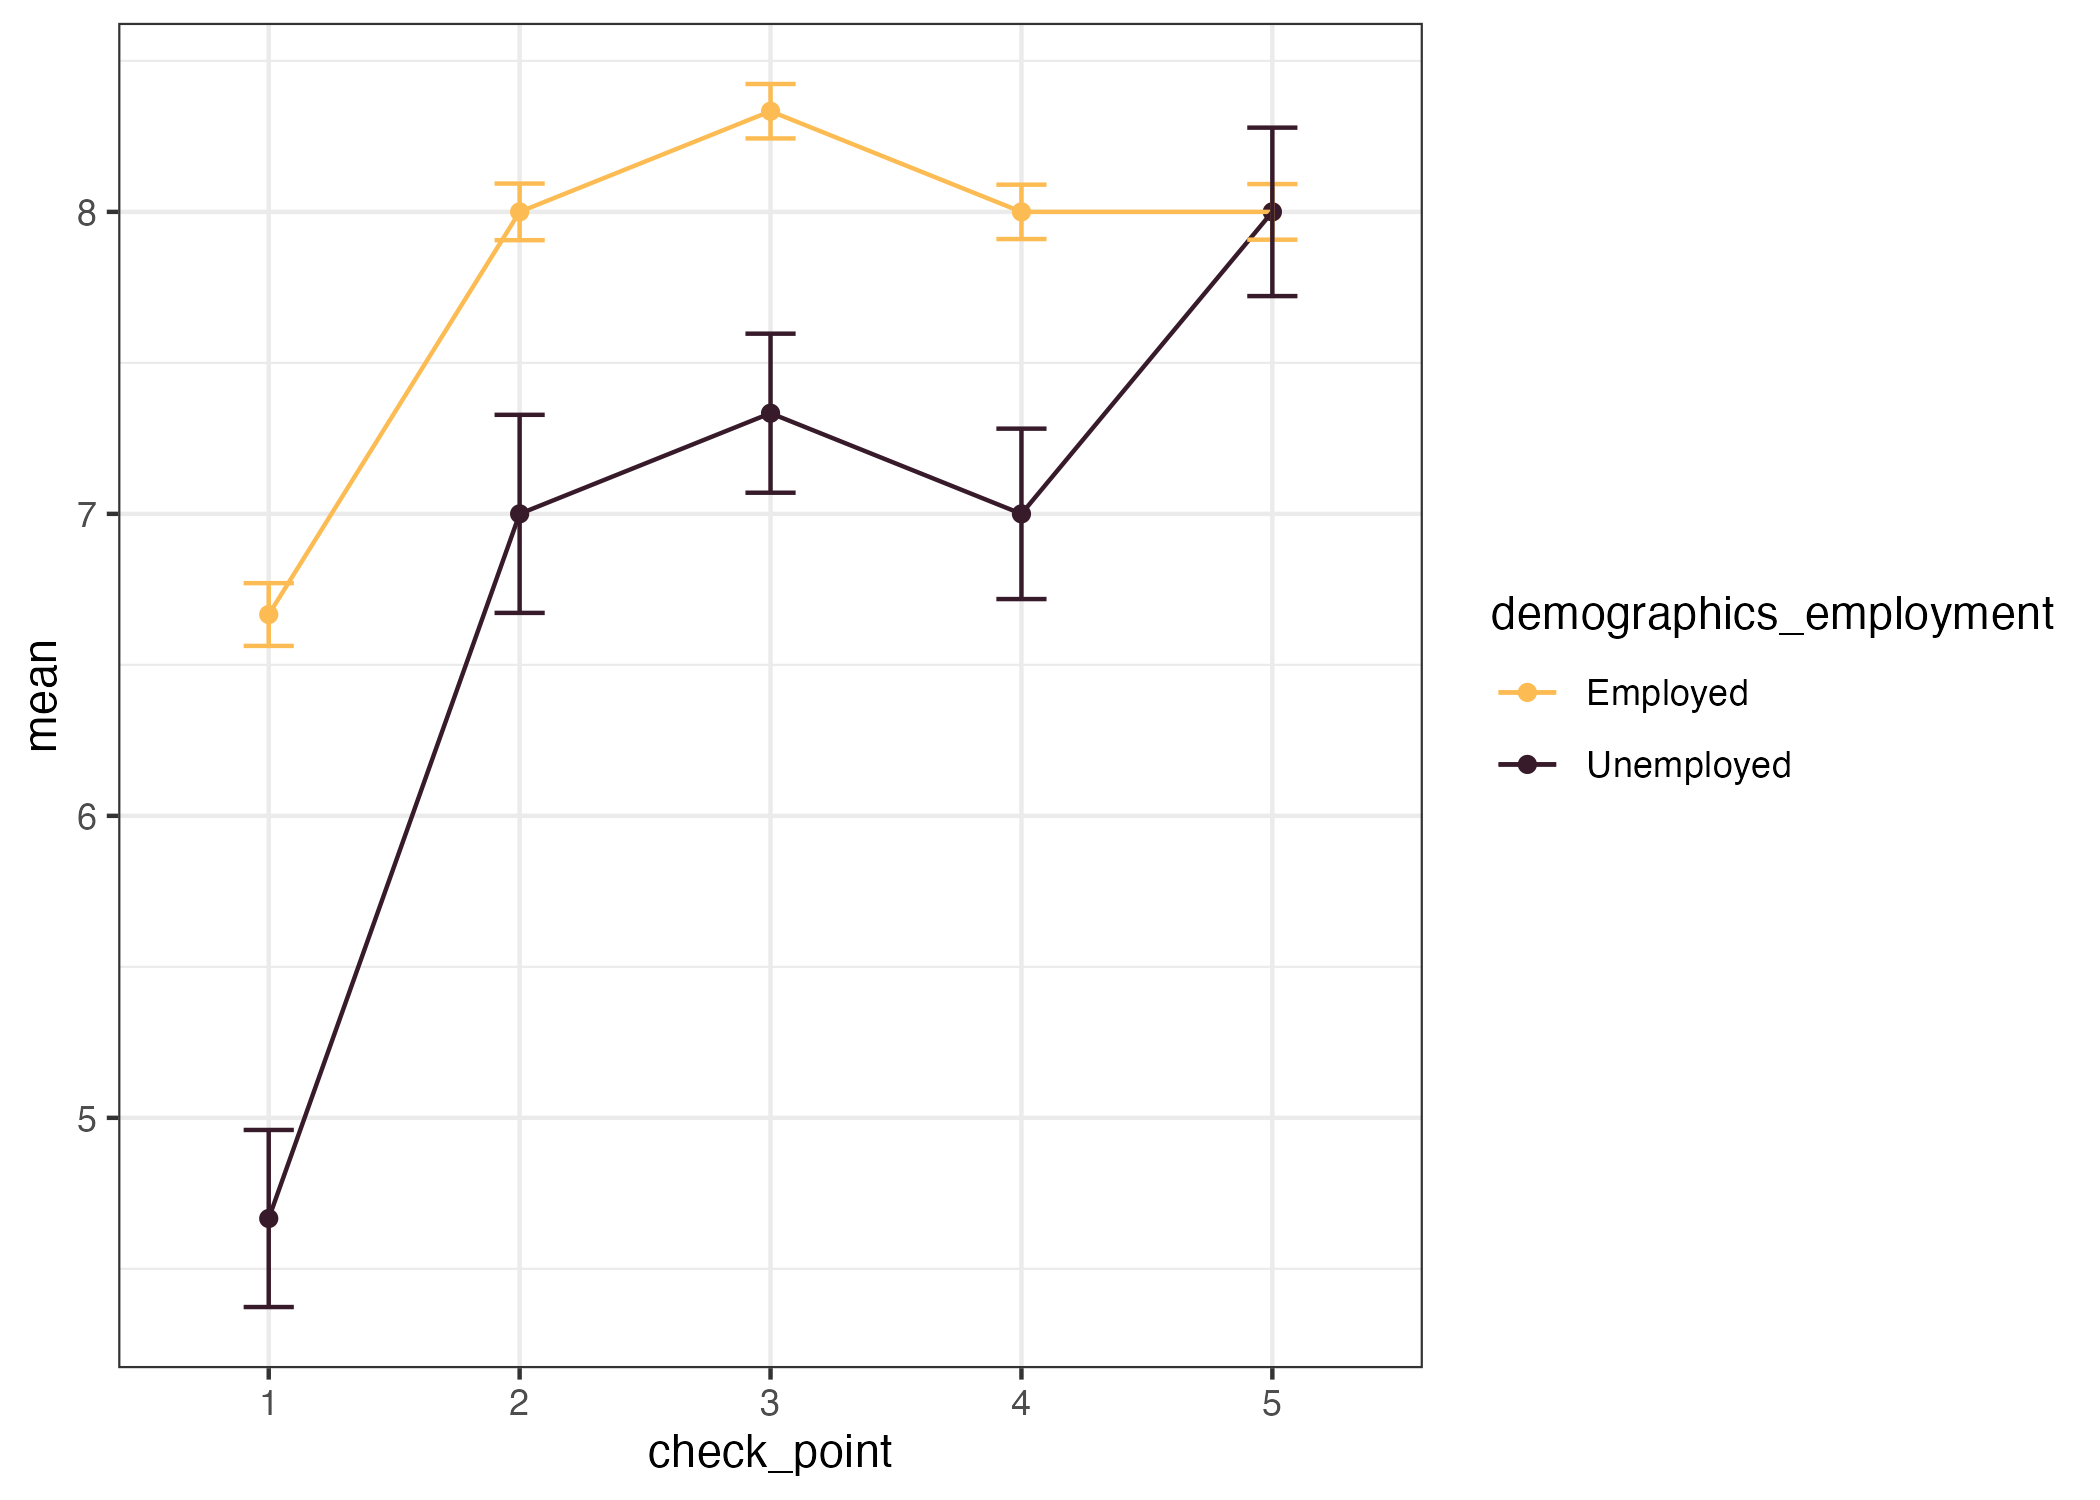 8
7
6
5
mean
1 2 3 4 5
check_point
demographics_employment
Employed
Unemployed